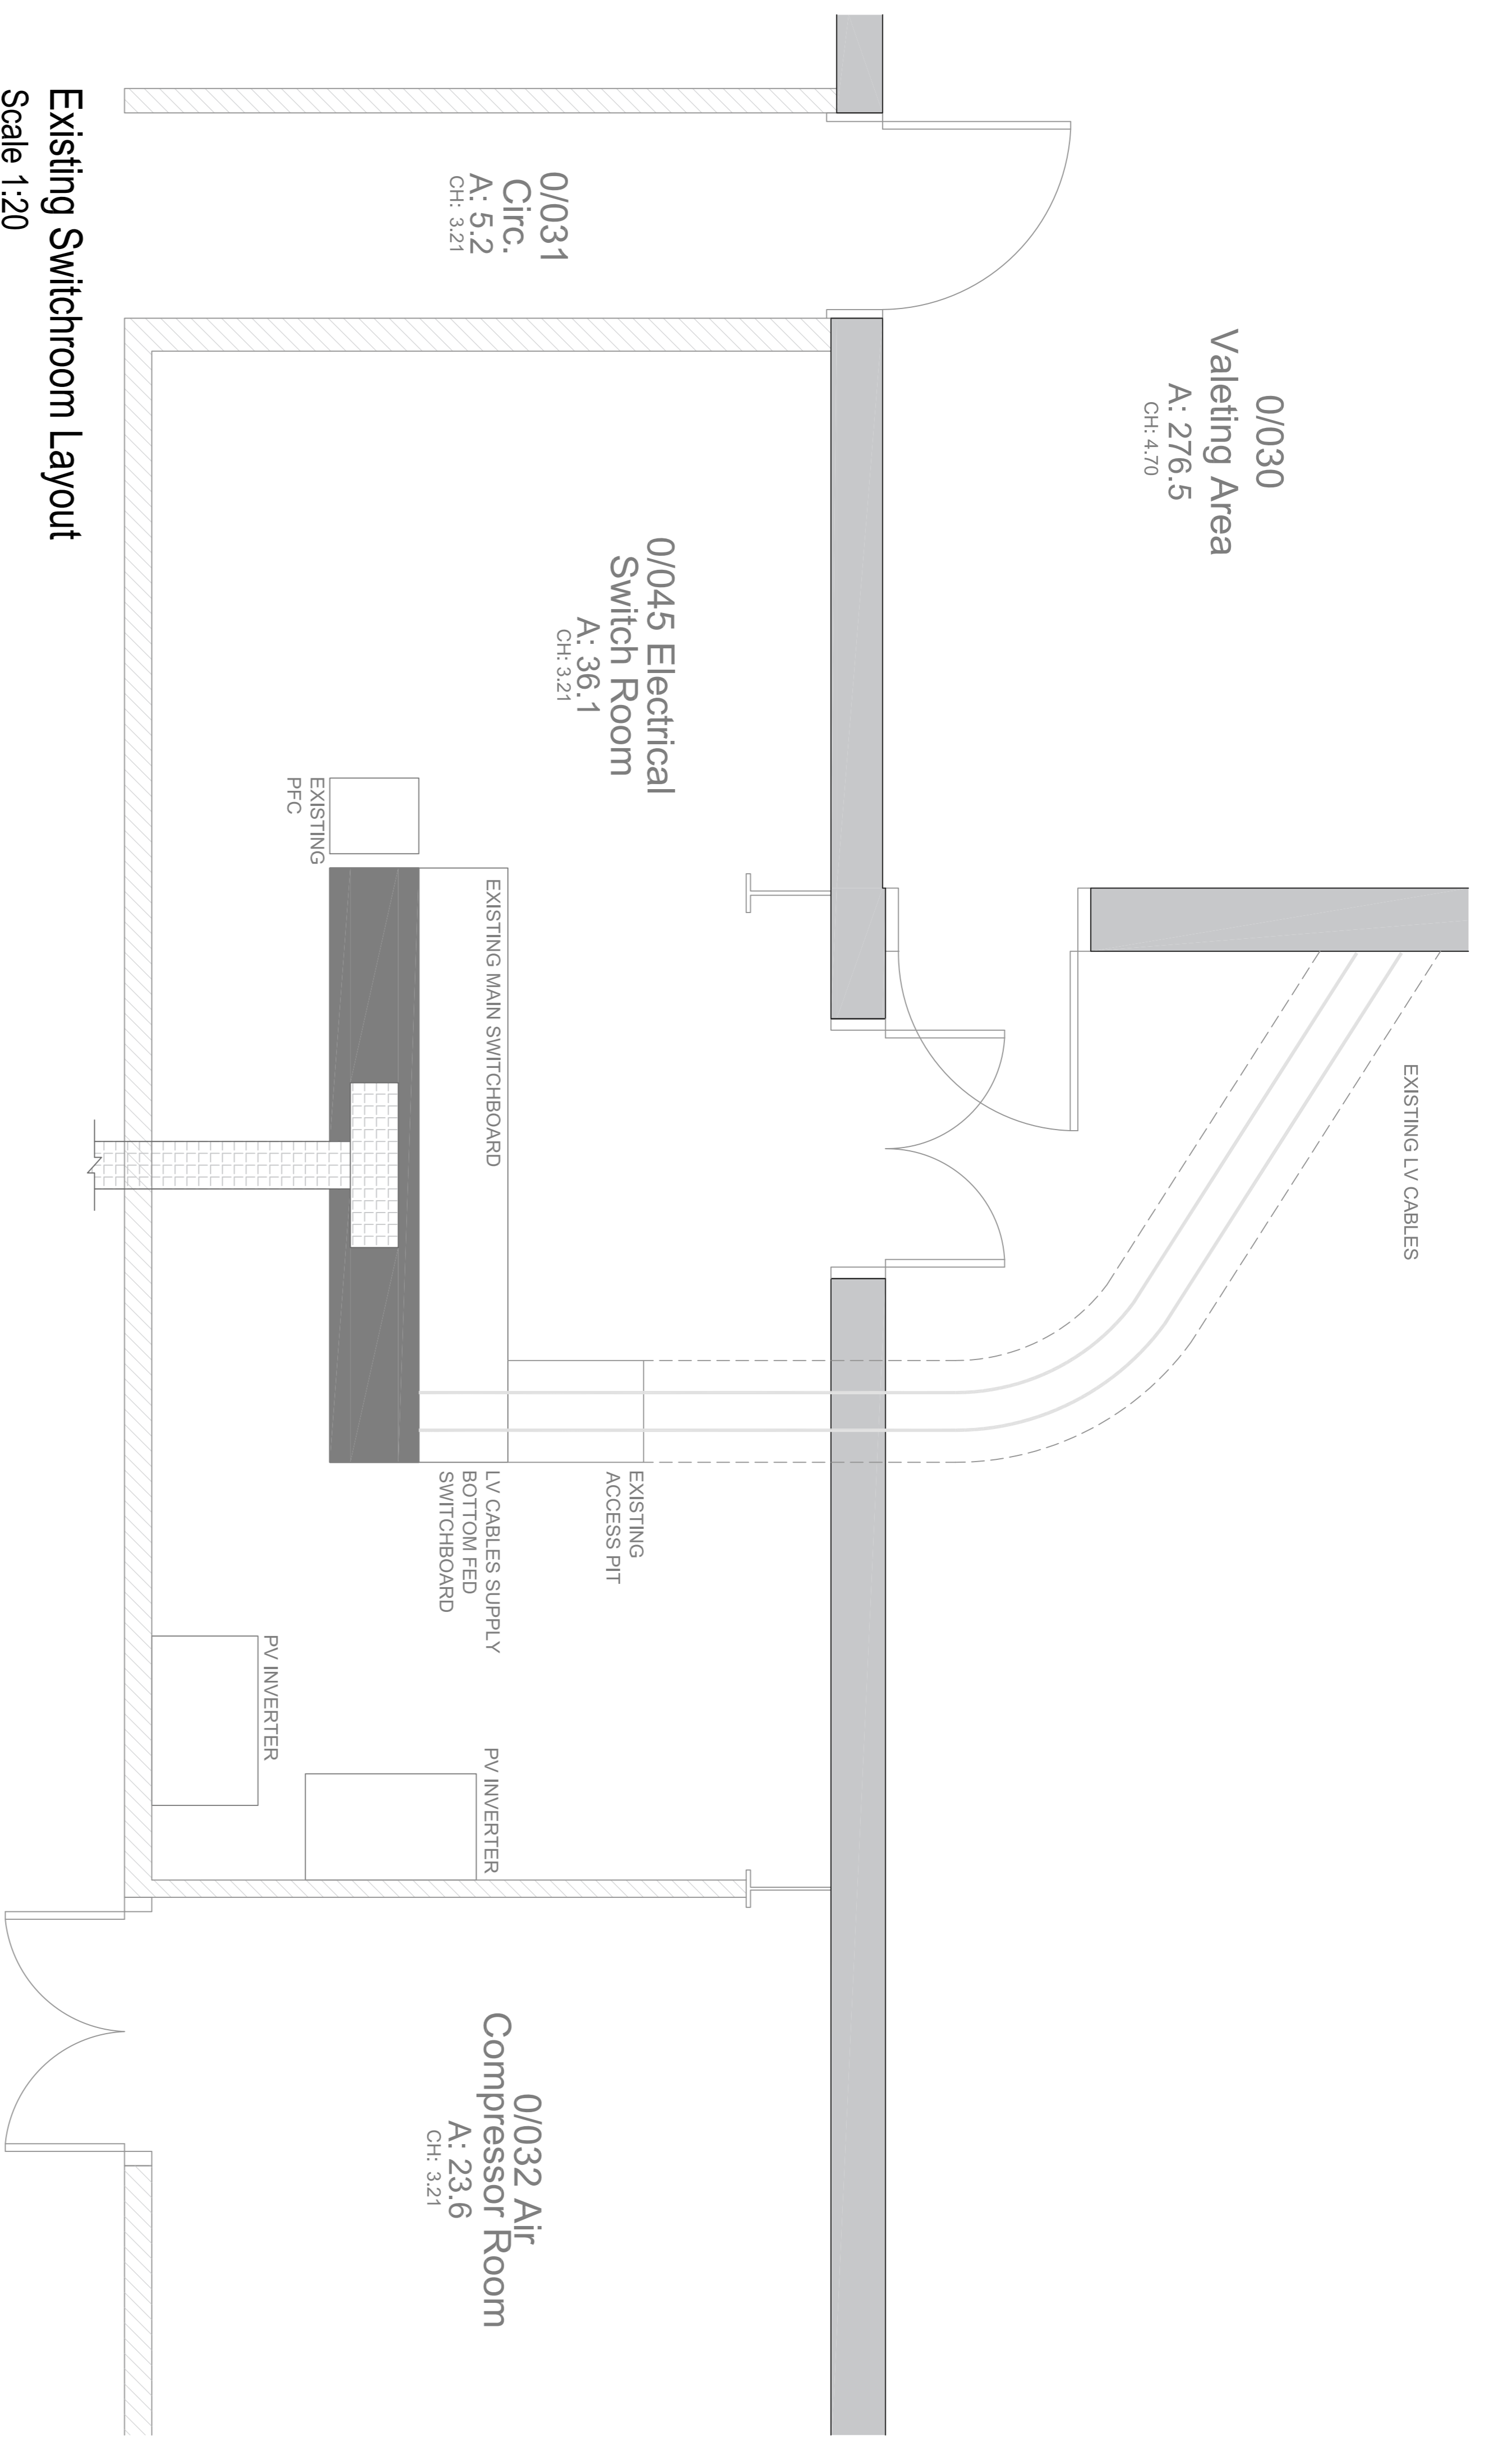 0/030
Valeting Area
A: 276.5
CH: 4.70
EXISTING LV CABLES
0/031
Circ.
A: 5.2
CH: 3.21
0/045 Electrical
Switch Room
A: 36.1
CH: 3.21
EXISTING
PFC
EXISTING MAIN SWITCHBOARD
EXISTING
ACCESS PIT
LV CABLES SUPPLY
BOTTOM FED
SWITCHBOARD
PV INVERTER
PV INVERTER
0/032 Air
Compressor Room
A: 23.6
CH: 3.21
Existing Switchroom Layout
Scale 1:20